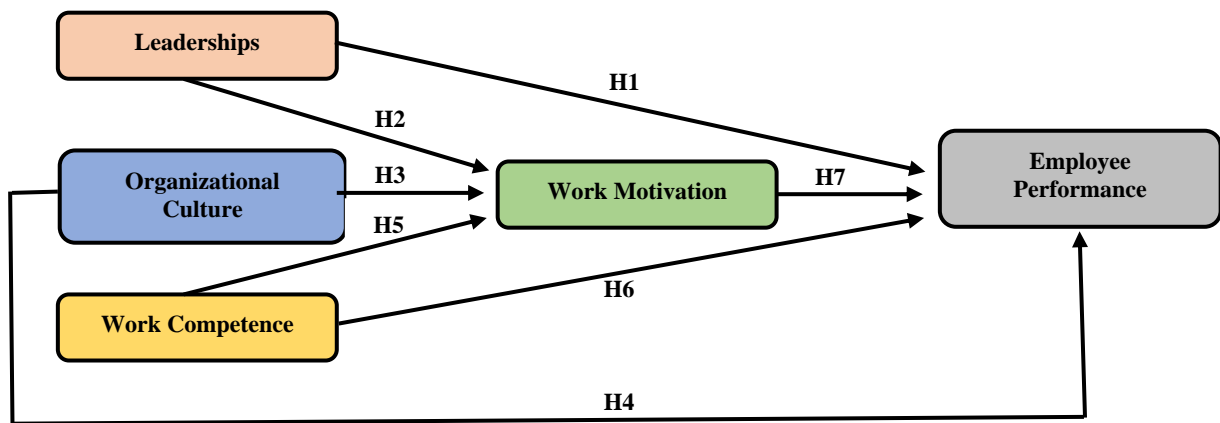 Leaderships
H1
H2
Organizational
Culture
H3
Work Motivation
H7
Employee
Performance
H5
Work Competence
H6
H4